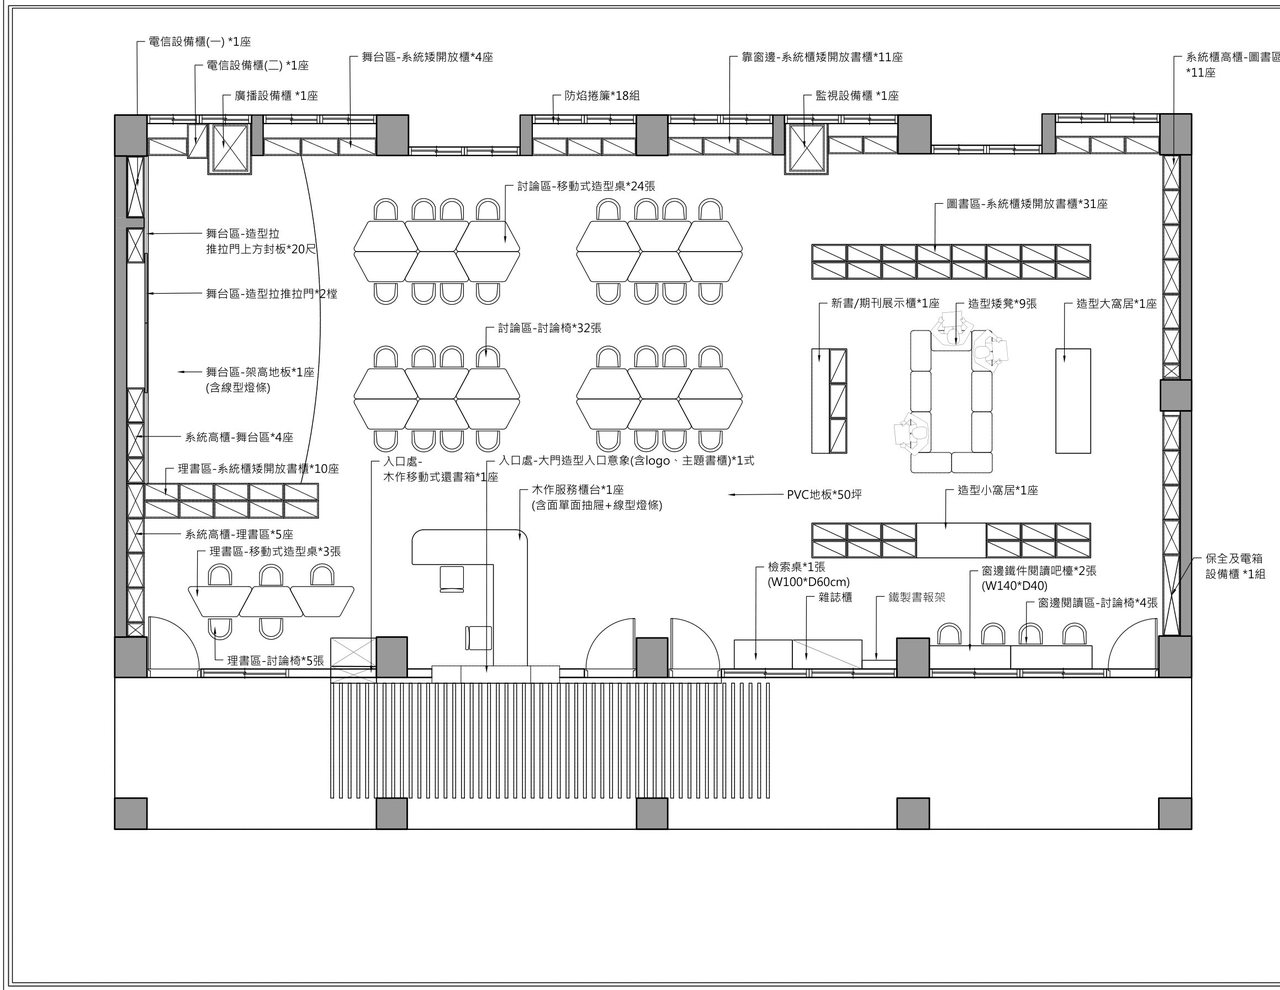 電信設備櫃(一) *1座
電信設備櫃(二) *1座
舞台區-系統矮開放櫃*4座
靠窗邊-系統櫃矮開放書櫃*11座
系統櫃高櫃-圖書區
*11座
廣播設備櫃 *1座
防焰捲簾*18組
監視設備櫃 *1座
討論區-移動式造型桌*24張
圖書區-系統櫃矮開放書櫃*31座
舞台區-造型拉
推拉門上方封板*20尺
舞台區-造型拉推拉門*2樘
新書/期刊展示櫃*1座
造型矮凳*9張
造型大窩居*1座
討論區-討論椅*32張
舞台區-架高地板*1座
(含線型燈條)
系統高櫃-舞台區*4座
理書區-系統櫃矮開放書櫃*10座
入口處-
木作移動式還書箱*1座
入口處-大門造型入口意象(含logo、主題書櫃)*1式
木作服務櫃台*1座
(含面單面抽屜+線型燈條)
PVC地板*50坪
造型小窩居*1座
系統高櫃-理書區*5座
理書區-移動式造型桌*3張
檢索桌*1張
(W100*D60cm)
雜誌櫃
鐵製書報架
窗邊鐵件閱讀吧檯*2張
(W140*D40)
窗邊閱讀區-討論椅*4張
保全及電箱
設備櫃 *1組
理書區-討論椅*5張